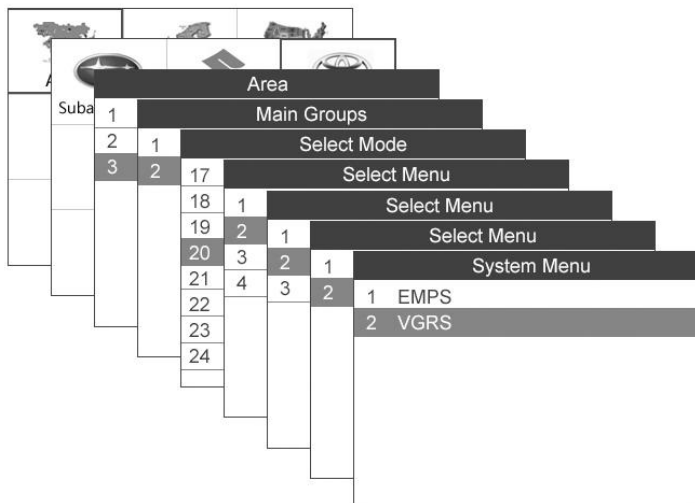 A
Suba
Area
1
2
3
Main Groups
1
2
Select Mode
17
18
19
20
21
22
23
24
Select Menu
1
2
3
4
Select Menu
1
2
3
Select Menu
1
2
System Menu
1 EMPS
2 VGRS